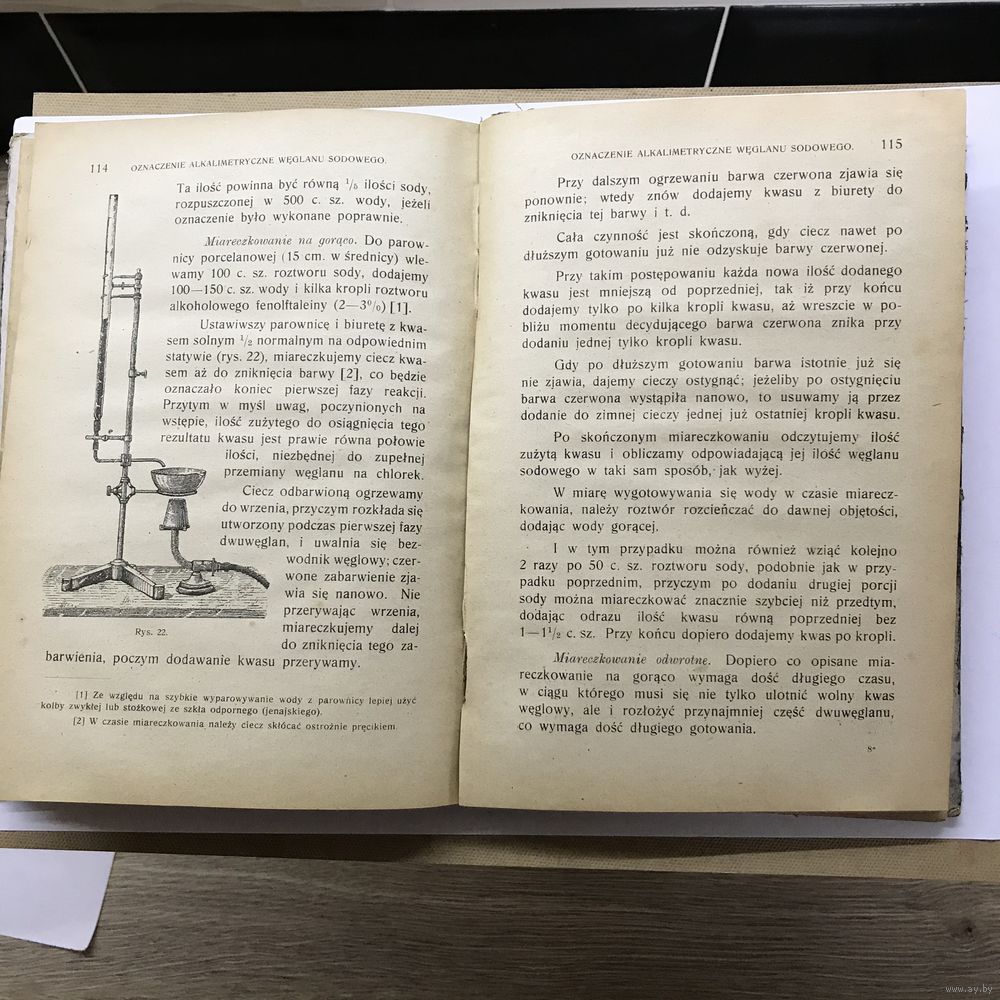 114 OZNACZENIE ALKALIMETRYCZNE WĘGLANU SODOWEGO.
Ta ilość powinna być równą 1/5 ilości sody,
rozpuszczonej w 500 c. sz. wody, jeżeli
oznaczenie było wykonane poprawnie.
Miareczkowanie na gorąco. Do parow-
nicy porcelanowej (15 cm. w średnicy) wle-
wamy 100 c. sz. roztworu sody, dodajemy
100—150 c. sz. wody i kilka kropli roztworu
alkoholowego fenolftaleiny (2—3%) [1].
Ustawiwszy parownicę i biuretę z kwa-
sem solnym 1/2 normalnym na odpowiednim
statywie (rys. 22), miareczkujemy ciecz kwa-
sem aż do zniknięcia barwy [2], co będzie
oznaczało koniec pierwszej fazy reakcji.
Przytym w myśl uwag, poczynionych na
wstępie, ilość zużytego do osiągnięcia tego
rezultatu kwasu jest prawie równa połowie
ilości, niezbędnej do zupełnej
przemiany węglanu na chlorek.
Ciecz odbarwioną ogrzewamy
do wrzenia, przyczym rozkłada się
utworzony podczas pierwszej fazy
dwuwęglan, i uwalnia się bez-
wodnik węglowy; czer-
wone zabarwienie zja-
wia się nanowo. Nie
przerywając wrzenia,
miareczkujemy dalej
do zniknięcia tego za-
barwienia, poczym dodawanie kwasu przerywamy.
Rys. 22.
[1] Ze względu na szybkie wyparowywanie wody z parownicy lepiej użyć
kolby zwykłej lub stożkowej ze szkła odpornego (jenajskiego).
[2] W czasie miareczkowania należy ciecz skłócać ostrożnie pręcikiem.
OZNACZENIE ALKALIMETRYCZNE WĘGLANU SODOWEGO. 115
Przy dalszym ogrzewaniu barwa czerwona zjawia się
ponownie; wtedy znów dodajemy kwasu z biurety do
zniknięcia tej barwy i t. d.
Cała czynność jest skończoną, gdy ciecz nawet po
dłuższym gotowaniu już nie odzyskuje barwy czerwonej.
Przy takim postępowaniu każda nowa ilość dodanego
kwasu jest mniejszą od poprzedniej, tak iż przy końcu
dodajemy tylko po kilka kropli kwasu, aż wreszcie w po-
bliżu momentu decydującego barwa czerwona znika przy
dodaniu jednej tylko kropli kwasu.
Gdy po dłuższym gotowaniu barwa istotnie już się
nie zjawia, dajemy cieczy ostygnąć; jeżeliby po ostygnięciu
barwa czerwona wystąpiła nanowo, to usuwamy ją przez
dodanie do zimnej cieczy jednej już ostatniej kropli kwasu.
Po skończonym miareczkowaniu odczytujemy ilość
zużytą kwasu i obliczamy odpowiadającą jej ilość węglanu
sodowego w taki sam sposób, jak wyżej.
W miarę wygotowywania się wody w czasie miarecz-
kowania, należy roztwór rozcieńczać do dawnej objętości,
dodając wody gorącej.
I w tym przypadku można również wziąć kolejno
2 razy po 50 c. sz. roztworu sody, podobnie jak w przy-
padku poprzednim, przyczym po dodaniu drugiej porcji
sody można miareczkować znacznie szybciej niż przedtym,
dodając odrazu ilość kwasu równą poprzedniej bez
1—1 1/2 c. sz. Przy końcu dopiero dodajemy kwas po kropli.
Miareczkowanie odwrotne. Dopiero co opisane mia-
reczkowanie na gorąco wymaga dość długiego czasu,
w ciągu którego musi się nie tylko ulotnić wolny kwas
węglowy, ale i rozłożyć przynajmniej część dwuwęglanu,
co wymaga dość długiego gotowania.
8*
www.ay.by